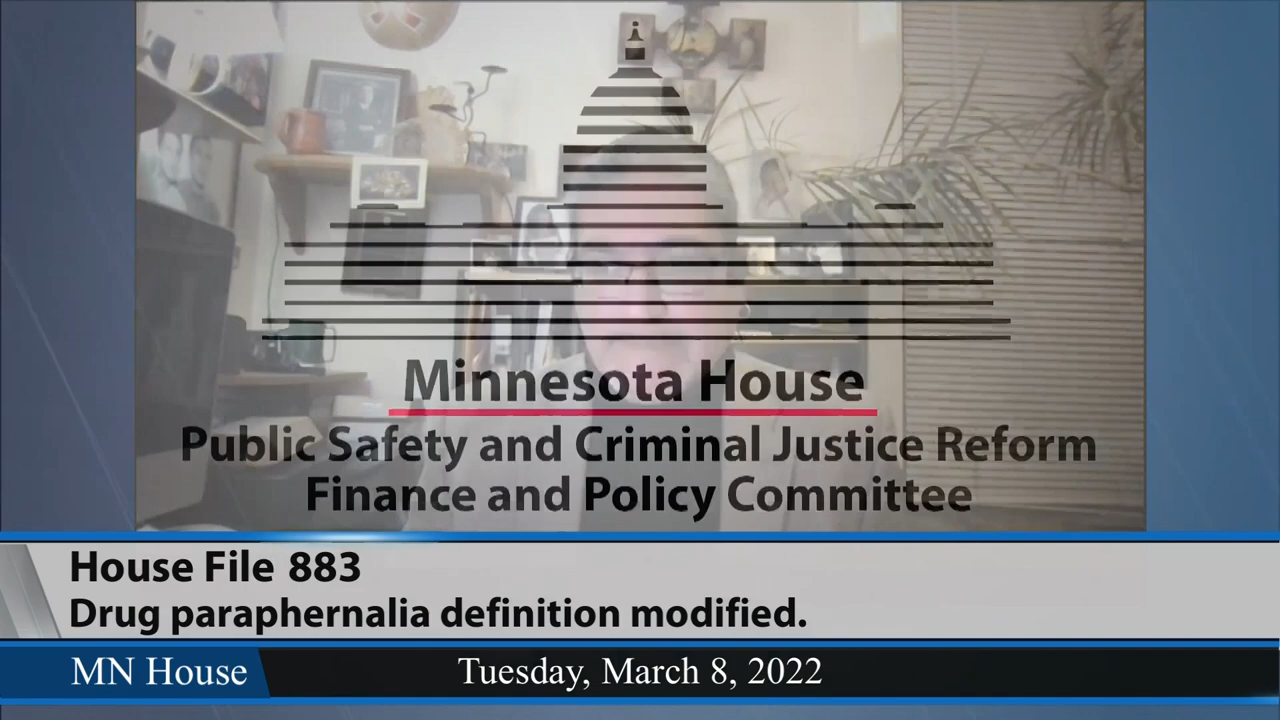 Minnesota House
Public Safety and Criminal Justice Reform
Finance and Policy Committee
House File 883
Drug paraphernalia definition modified.
MN House
Tuesday, March 8, 2022